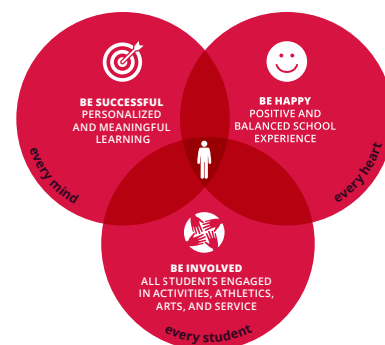 BE SUCCESSFUL
PERSONALIZED
AND MEANINGFUL
LEARNING
every mind
BE HAPPY
POSITIVE AND
BALANCED SCHOOL
EXPERIENCE
every heart
BE INVOLVED
ALL STUDENTS ENGAGED
IN ACTIVITIES, ATHLETICS,
ARTS, AND SERVICE
every student